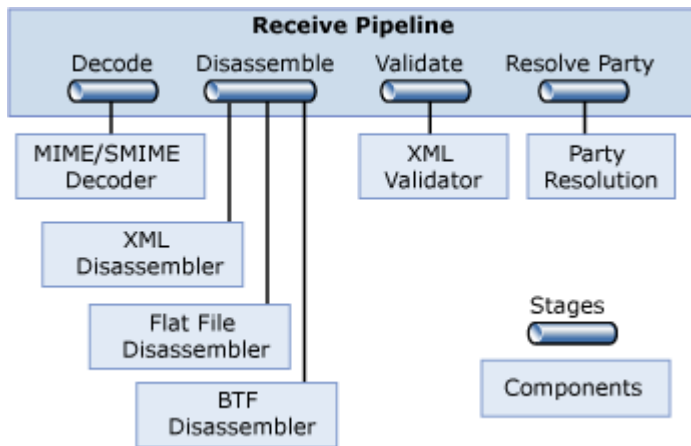 Receive Pipeline
Decode
Disassemble
Validate
Resolve Party
MIME/SMIME
Decoder
XML
Validator
Party
Resolution
XML
Disassembler
Flat File
Disassembler
BTF
Disassembler
Stages
Components